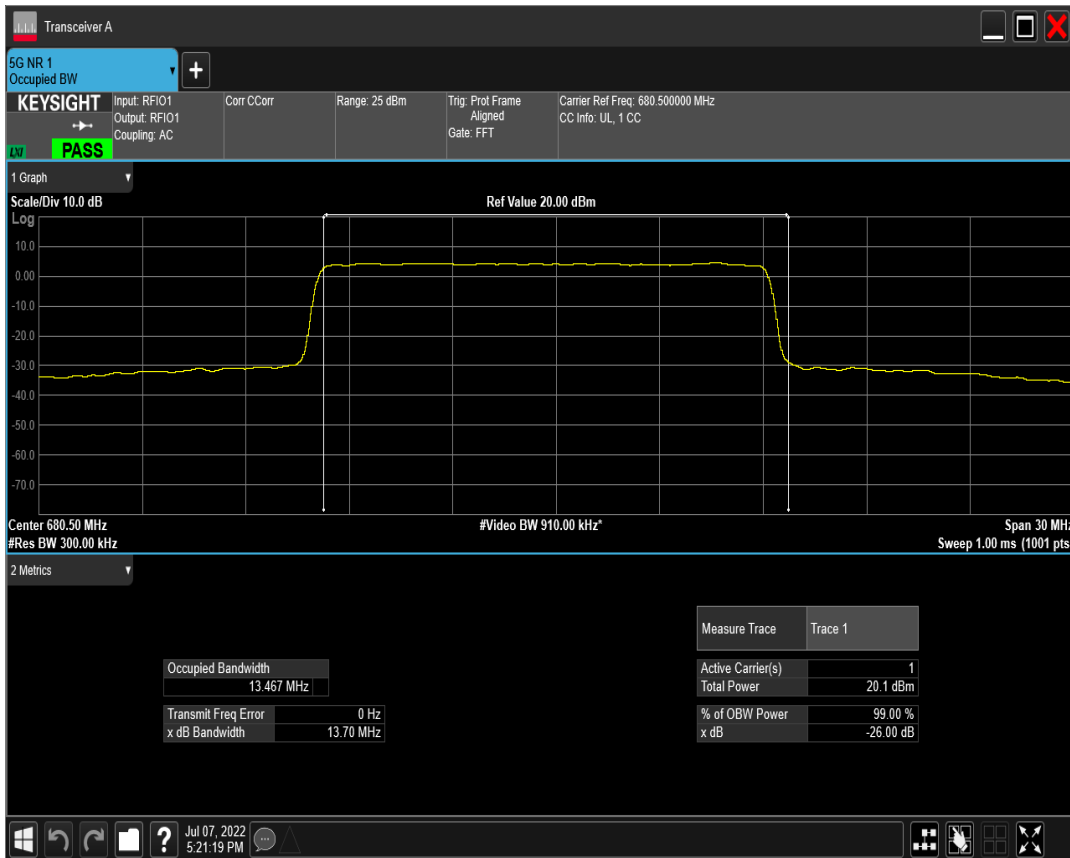 Transceiver A
5G NR 1
Occupied BW
KEYSIGHT
LXI
PASS
Input: RFIO1
Output: RFIO1
Coupling: AC
Corr CCorr
Range: 25 dBm
Trig: Prot Frame
Aligned
Gate: FFT
Carrier Ref Freq: 680.500000 MHz
CC Info: UL, 1 CC
1 Graph
Scale/Div 10.0 dB
Ref Value 20.00 dBm
Log
10.0
0.00
-10.0
-20.0
-30.0
-40.0
-50.0
-60.0
-70.0
Center 680.50 MHz
#Video BW 910.00 kHz*
Span 30 MHz
#Res BW 300.00 kHz
Sweep 1.00 ms (1001 pts
2 Metrics
Measure Trace Trace 1
Occupied Bandwidth
13.467 MHz
Active Carrier(s) 1
Total Power 20.1 dBm
Transmit Freq Error 0 Hz
x dB Bandwidth 13.70 MHz
% of OBW Power 99.00 %
x dB -26.00 dB
?
Jul 07, 2022
5:21:19 PM